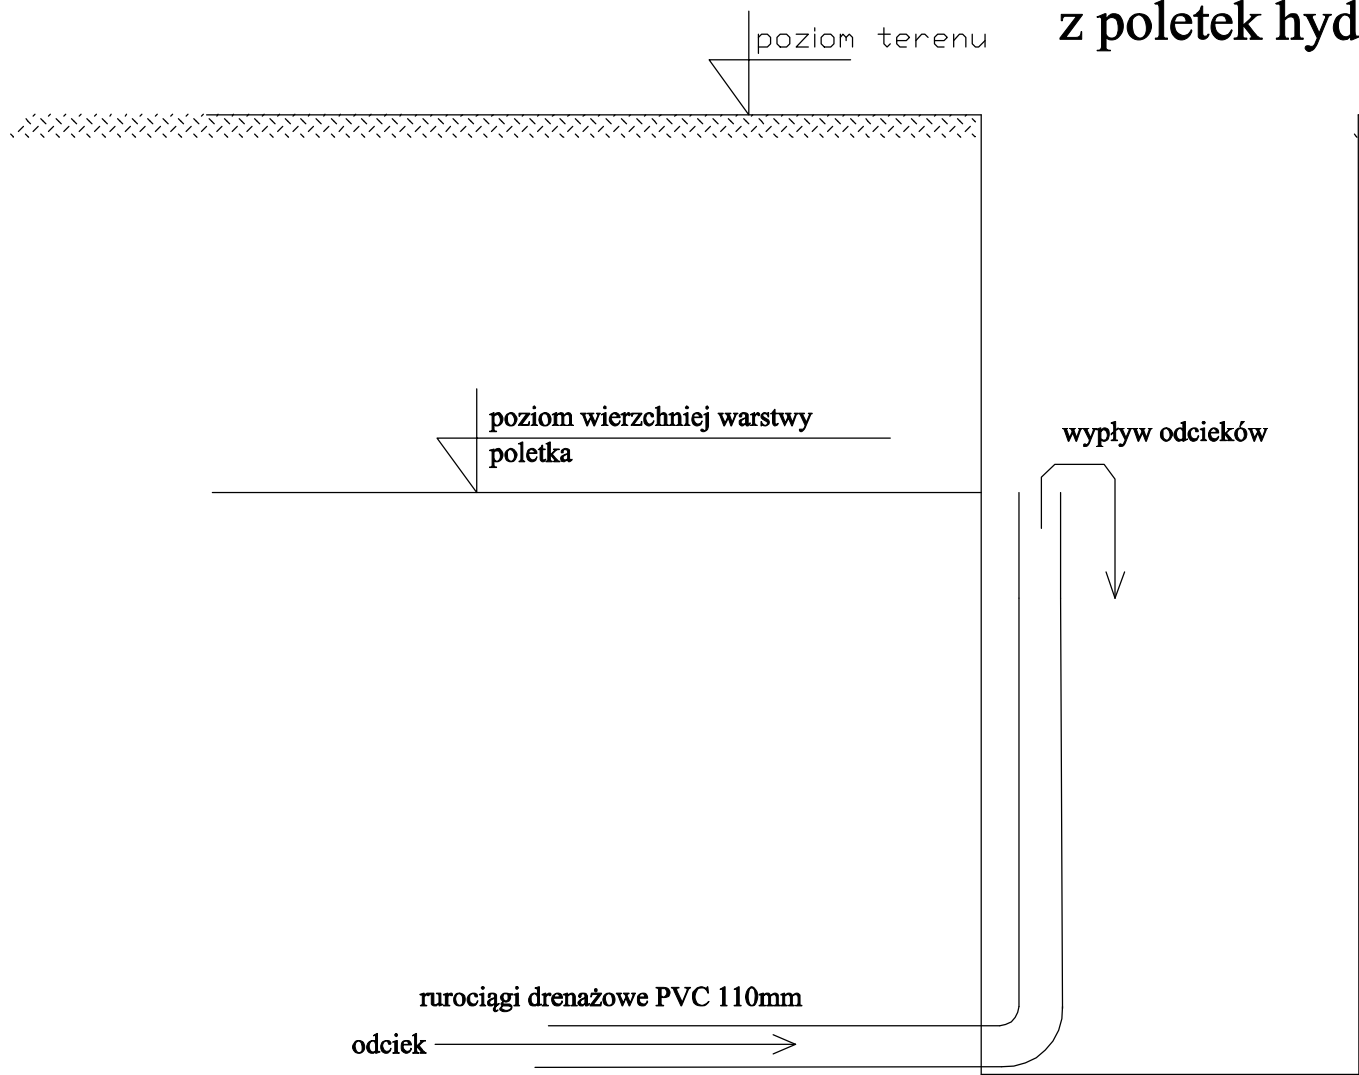 z poletek hyd
poziom terenu
poziom wierzchniej warstwy
poletka
wypływ odcieków
rurociągi drenażowe PVC 110mm
odciek